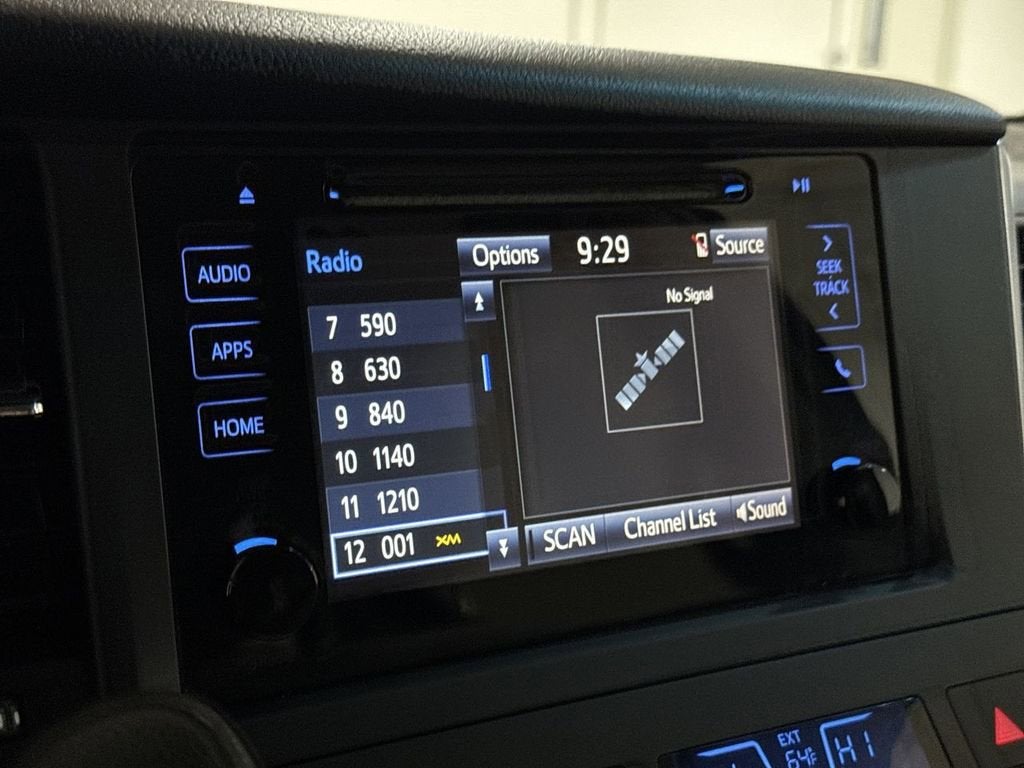 AUDIO
APPS
HOME
Radio
Options
9:29
Source
7 590
8 630
9 840
10 1140
11 1210
12 001 XM
No Signal
SCAN
Channel List
Sound
>
SEEK
TRACK
<
EXT
64°F
HI